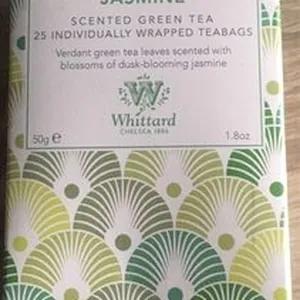 JASMINE
SCENTED GREEN TEA
25 INDIVIDUALLY WRAPPED TEABAGS
Verdant green tea leaves scented with
blossoms of dusk-blooming jasmine
W
Whittard
CHELSEA 1886
50g e 1.8oz